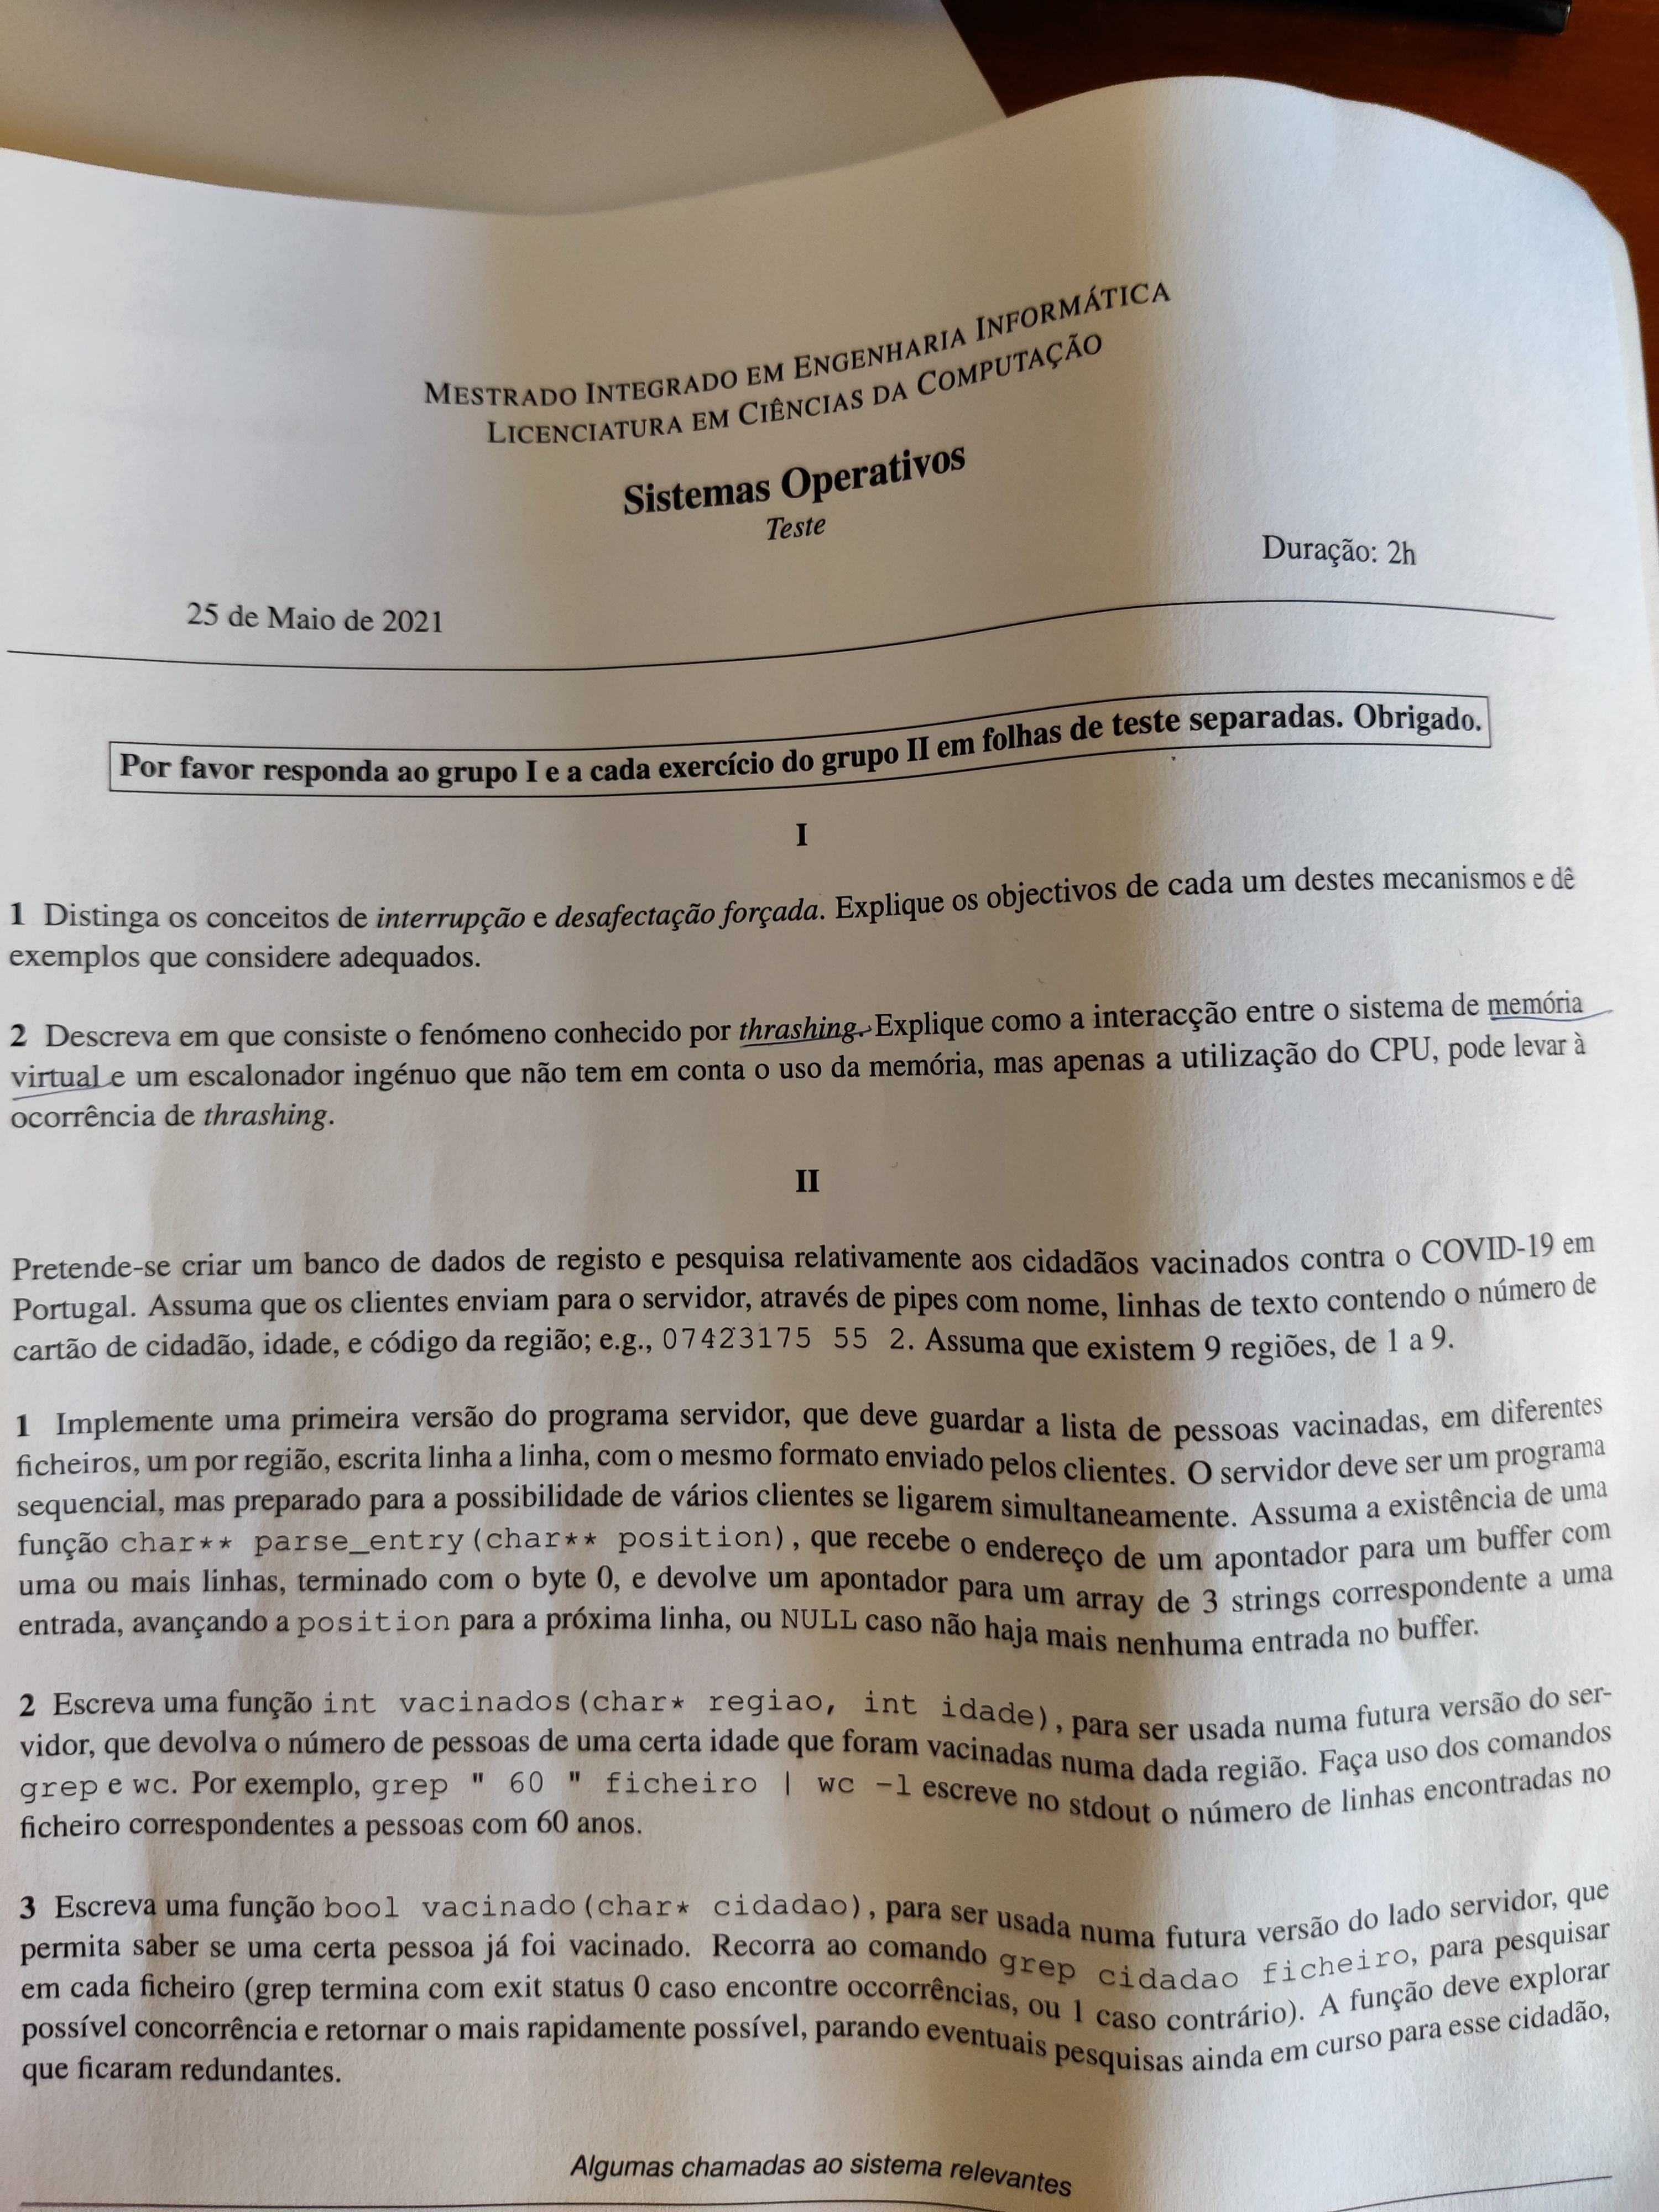 MESTRADO INTEGRADO EM ENGENHARIA INFORMÁTICA
LICENCIATURA EM CIÊNCIAS DA COMPUTAÇÃO
Sistemas Operativos
Teste
25 de Maio de 2021
Duração: 2h
Por favor responda ao grupo I e a cada exercício do grupo II em folhas de teste separadas. Obrigado.
I
1 Distinga os conceitos de interrupção e desafectação forçada. Explique os objectivos de cada um destes mecanismos e dê
exemplos que considere adequados.
2 Descreva em que consiste o fenómeno conhecido por thrashing. Explique como a interacção entre o sistema de memória
virtual e um escalonador ingénuo que não tem em conta o uso da memória, mas apenas a utilização do CPU, pode levar à
ocorrência de thrashing.
II
Pretende-se criar um banco de dados de registo e pesquisa relativamente aos cidadãos vacinados contra o COVID-19 em
Portugal. Assuma que os clientes enviam para o servidor, através de pipes com nome, linhas de texto contendo o número de
cartão de cidadão, idade, e código da região; e.g., 07423175 55 2. Assuma que existem 9 regiões, de 1 a 9.
1 Implemente uma primeira versão do programa servidor, que deve guardar a lista de pessoas vacinadas, em diferentes
ficheiros, um por região, escrita linha a linha, com o mesmo formato enviado pelos clientes. O servidor deve ser um programa
sequencial, mas preparado para a possibilidade de vários clientes se ligarem simultaneamente. Assuma a existência de uma
função char** parse_entry(char** position), que recebe o endereço de um apontador para um buffer com
uma ou mais linhas, terminado com o byte 0, e devolve um apontador para um array de 3 strings correspondente a uma
entrada, avançando a position para a próxima linha, ou NULL caso não haja mais nenhuma entrada no buffer.
2 Escreva uma função int vacinados(char* regiao, int idade), para ser usada numa futura versão do ser-
vidor, que devolva o número de pessoas de uma certa idade que foram vacinadas numa dada região. Faça uso dos comandos
grep e wc. Por exemplo, grep " 60 " ficheiro | wc -l escreve no stdout o número de linhas encontradas no
ficheiro correspondentes a pessoas com 60 anos.
3 Escreva uma função bool vacinado(char* cidadao), para ser usada numa futura versão do lado servidor, que
permita saber se uma certa pessoa já foi vacinado. Recorra ao comando grep cidadao ficheiro, para pesquisar
em cada ficheiro (grep termina com exit status 0 caso encontre occorrências, ou 1 caso contrário). A função deve explorar
possível concorrência e retornar o mais rapidamente possível, parando eventuais pesquisas ainda em curso para esse cidadão,
que ficaram redundantes.
Algumas chamadas ao sistema relevantes